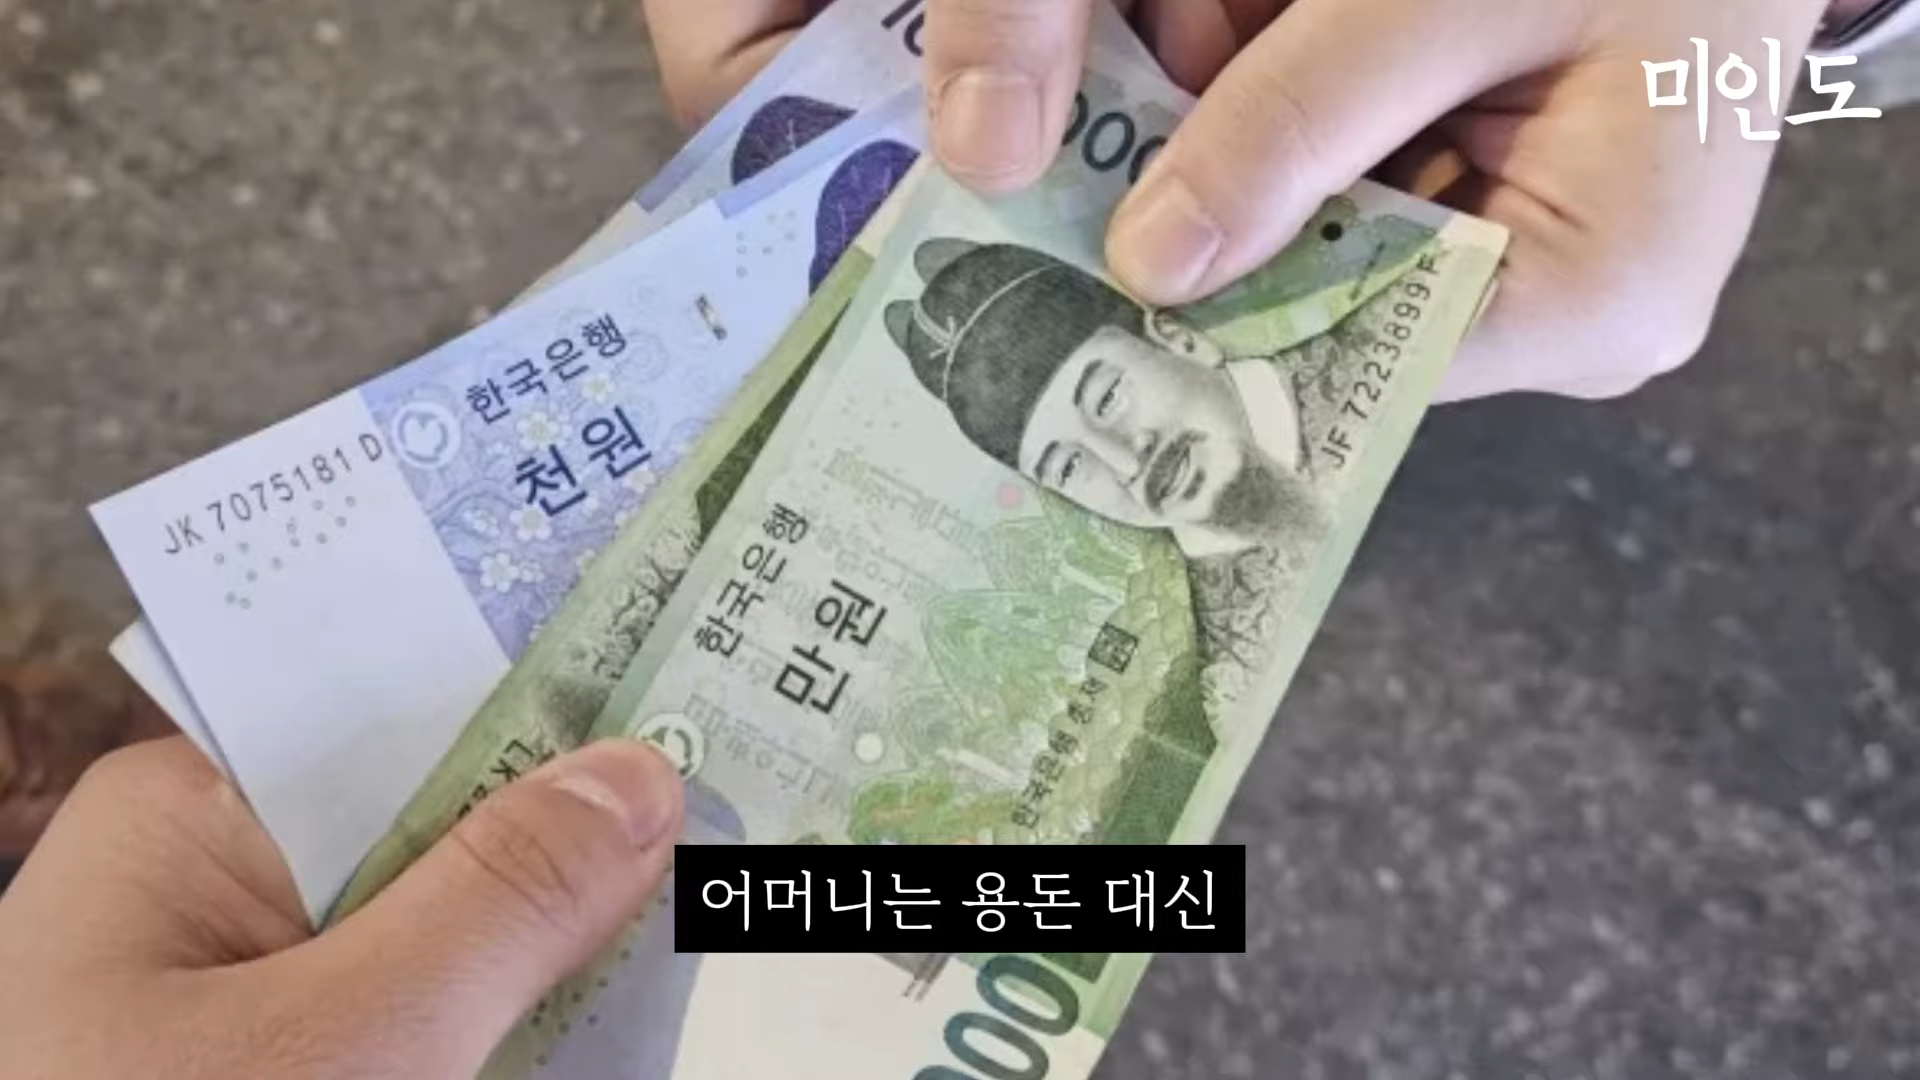 미인도
JK 7075181 D
한국은행
천원
JF 7223899 F
한국은행
만원
한국은행 총재
어머니는 용돈 대신